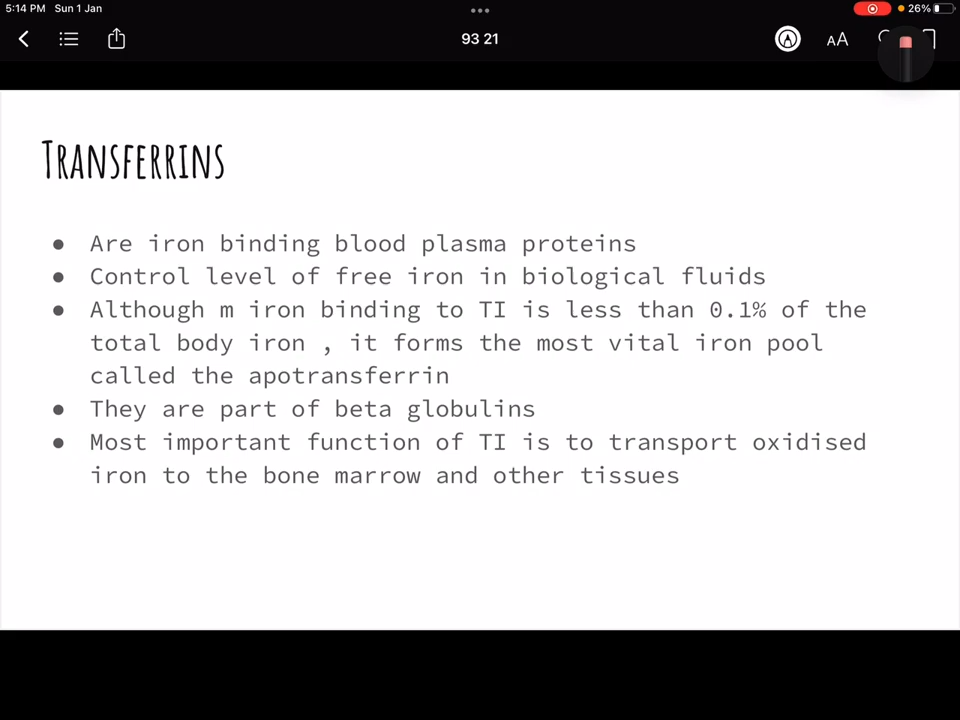 5:14 PM Sun 1 Jan
26%
93 21
AA
TRANSFERRINS
● Are iron binding blood plasma proteins
● Control level of free iron in biological fluids
● Although m iron binding to TI is less than 0.1% of the
total body iron , it forms the most vital iron pool
called the apotransferrin
● They are part of beta globulins
● Most important function of TI is to transport oxidised
iron to the bone marrow and other tissues